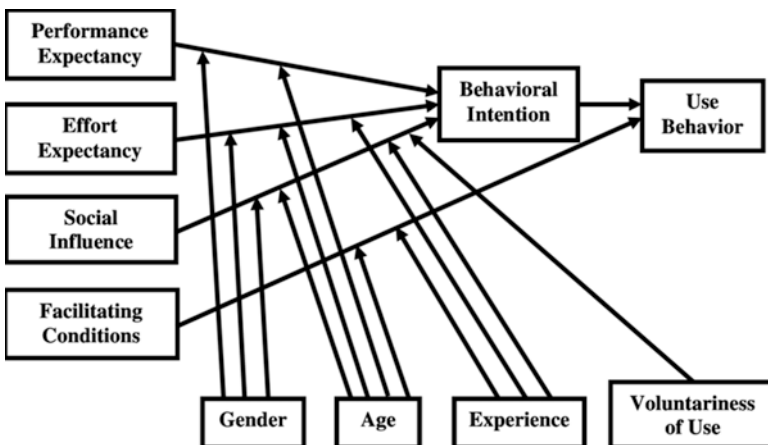 Performance
Expectancy
Effort
Expectancy
Social
Influence
Facilitating
Conditions
Behavioral
Intention
Use
Behavior
Gender
Age
Experience
Voluntariness
of Use